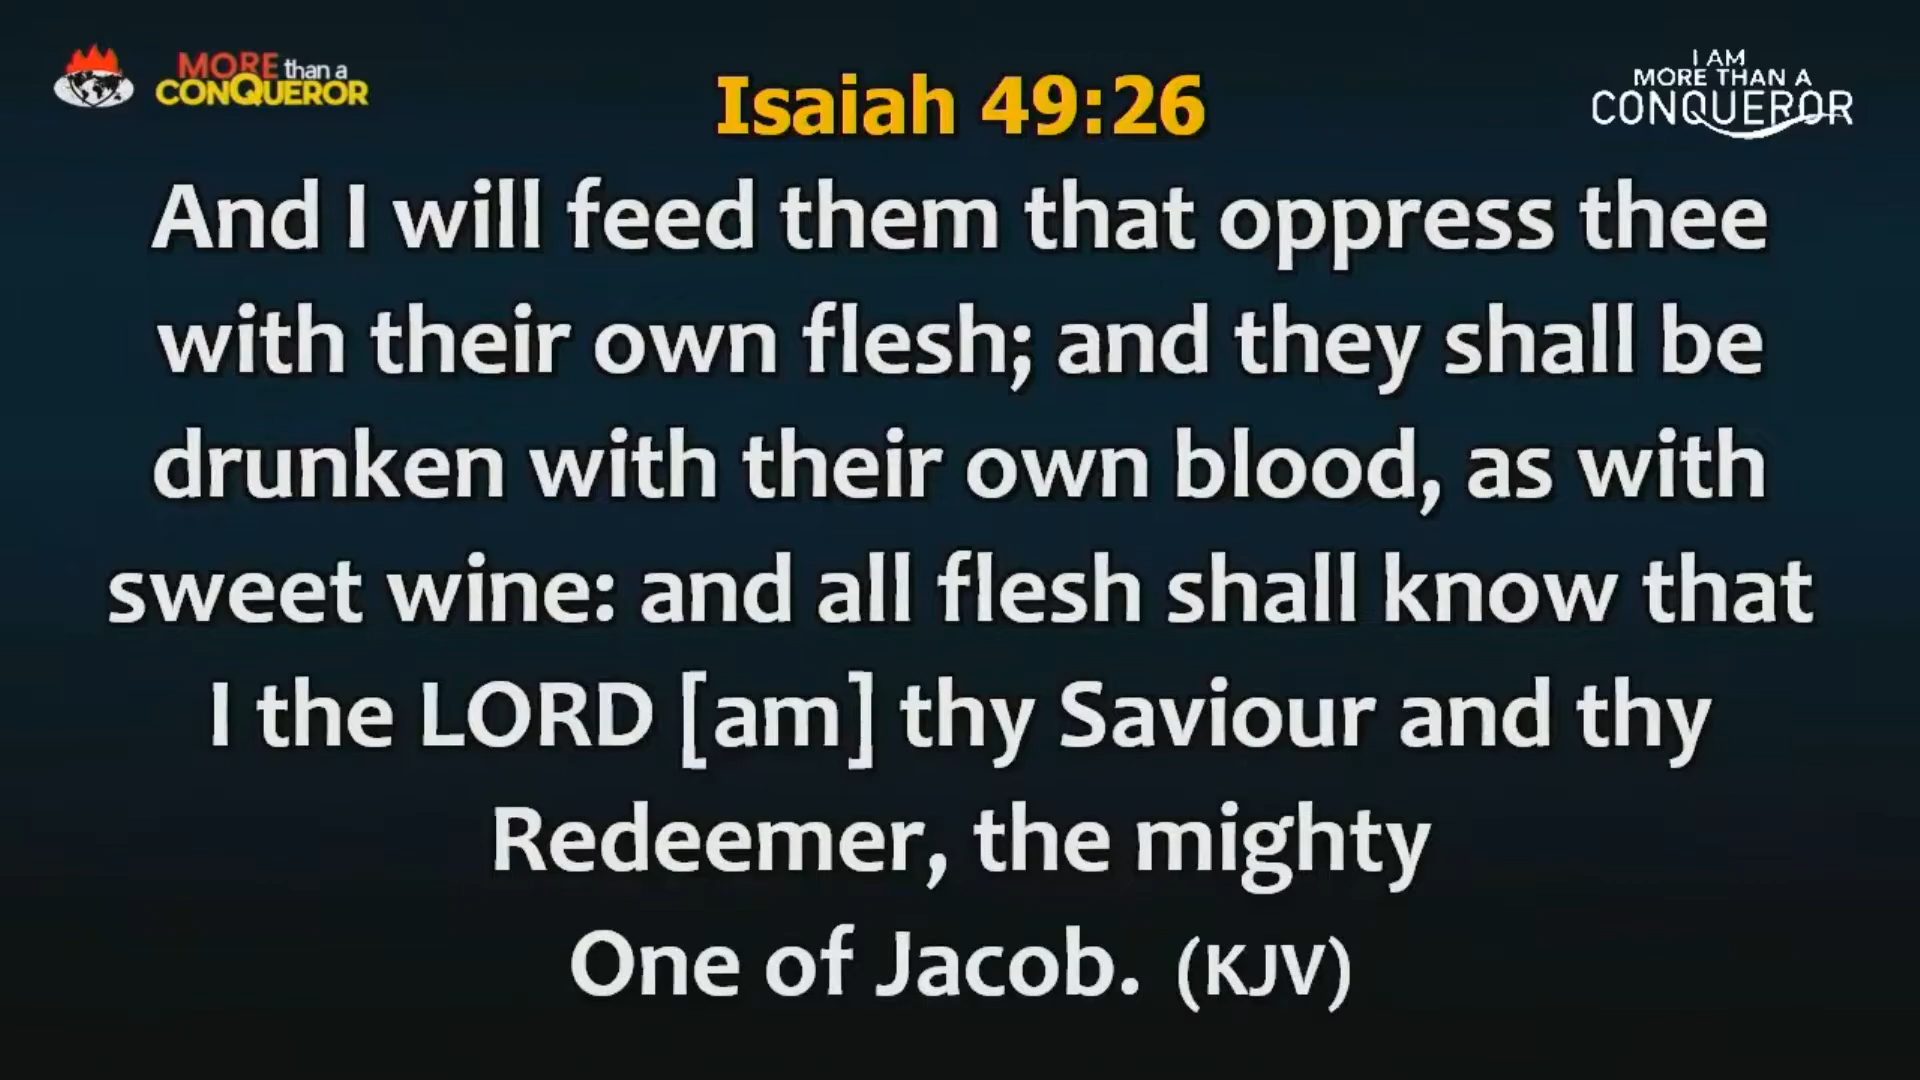 MORE than a
CONQUEROR
I AM
MORE THAN A
CONQUEROR
Isaiah 49:26
And I will feed them that oppress thee
with their own flesh; and they shall be
drunken with their own blood, as with
sweet wine: and all flesh shall know that
I the LORD [am] thy Saviour and thy
Redeemer, the mighty
One of Jacob. (KJV)